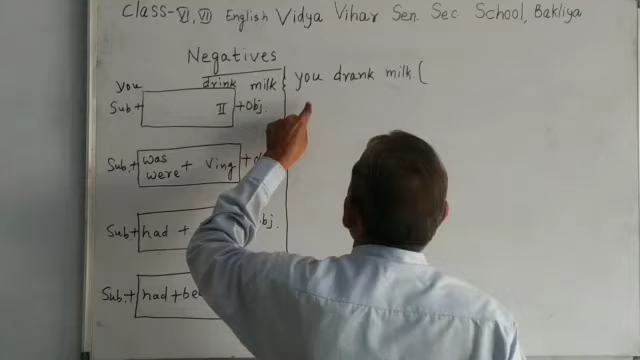 Class-VI, VII English Vidya Vihar Sen. Sec. School, Bakliya
Negatives
you drink milk
Sub+ II +Obj.
you drank milk.(
Sub.+ was were + Ving +
Sub.+ had + bj.
Sub.+ had+be